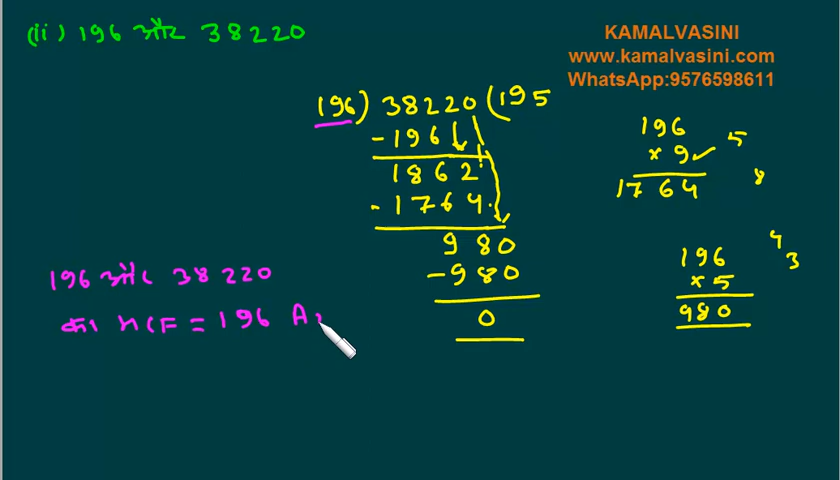 (ii) 196 और 38220
KAMALVASINI
www.kamalvasini.com
WhatsApp:9576598611
196) 38220 (195
-196
1862
-1764
980
-980
0
196
× 9 5
1764 8
4
196 3
× 5
980
196 और 38220
का HCF = 196 A